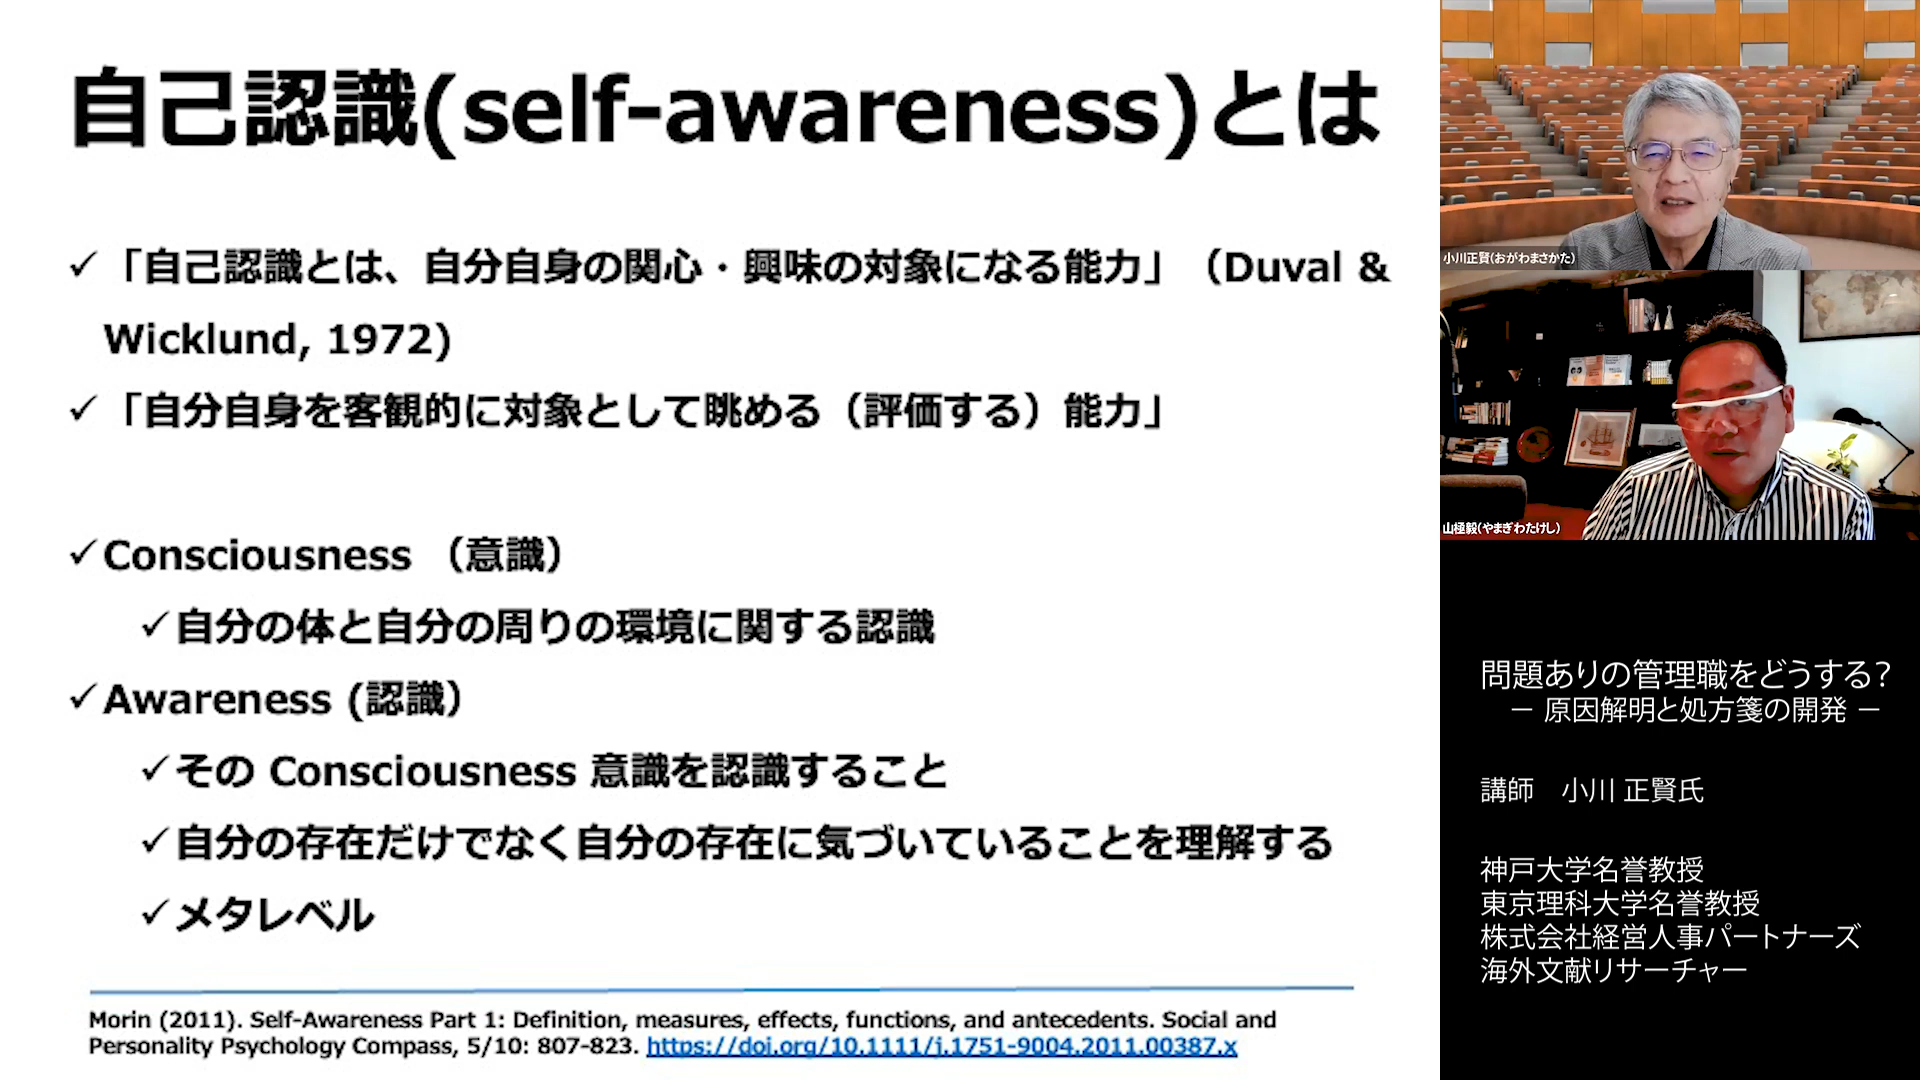 自己認識(self-awareness)とは
✓「自己認識とは、自分自身の関心・興味の対象になる能力」（Duval &
Wicklund, 1972)
✓「自分自身を客観的に対象として眺める（評価する）能力」
✓Consciousness （意識）
✓自分の体と自分の周りの環境に関する認識
✓Awareness (認識）
✓その Consciousness 意識を認識すること
✓自分の存在だけでなく自分の存在に気づいていることを理解する
✓メタレベル
Morin (2011). Self-Awareness Part 1: Definition, measures, effects, functions, and antecedents. Social and
Personality Psychology Compass, 5/10: 807-823. https://doi.org/10.1111/j.1751-9004.2011.00387.x
小川正賢(おがわまさかた)
山極毅(やまぎわたけし)
問題ありの管理職をどうする？
－ 原因解明と処方箋の開発 －
講師　小川 正賢氏
神戸大学名誉教授
東京理科大学名誉教授
株式会社経営人事パートナーズ
海外文献リサーチャー